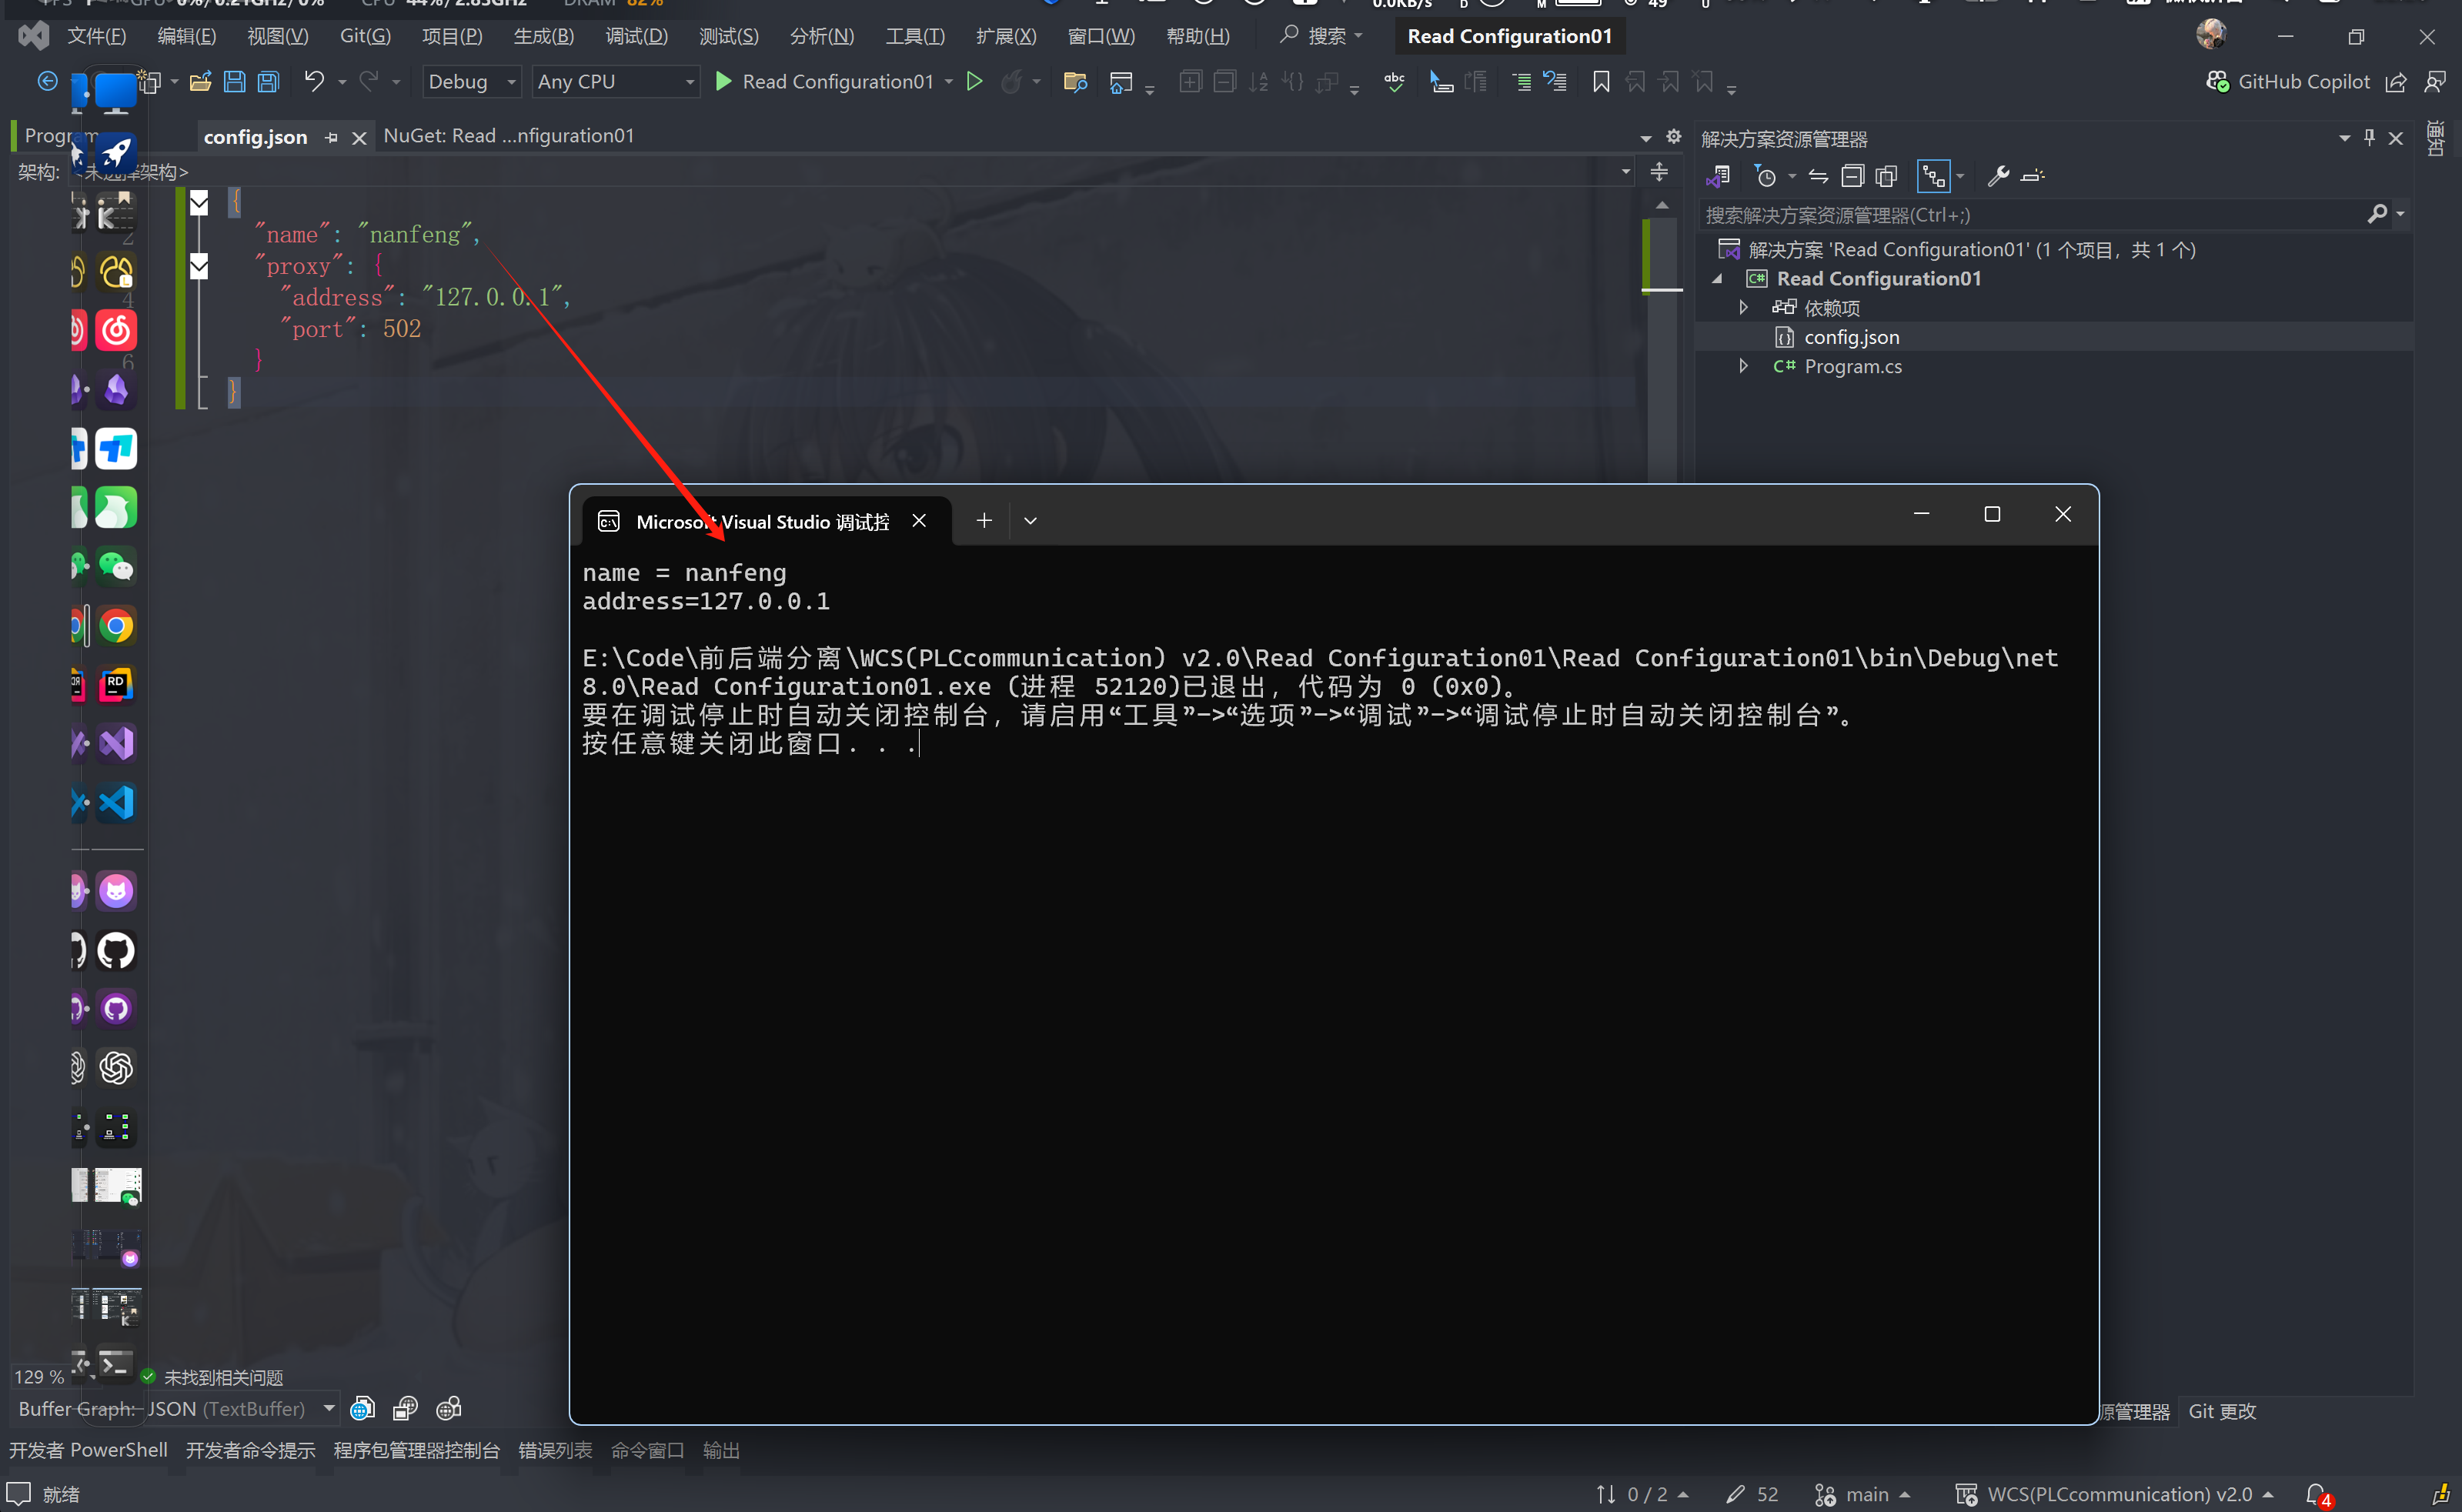 0.0KB/s
文件(F) 编辑(E) 视图(V) Git(G) 项目(P) 生成(B) 调试(D) 测试(S) 分析(N) 工具(T) 扩展(X) 窗口(W) 帮助(H) 搜索 Read Configuration01
Debug Any CPU Read Configuration01 GitHub Copilot
config.json NuGet: Read ...nfiguration01
架构:
{
"name": "nanfeng",
"proxy": {
"address": "127.0.0.1",
"port": 502
}
}
解决方案资源管理器
搜索解决方案资源管理器(Ctrl+;)
解决方案 'Read Configuration01' (1 个项目，共 1 个)
Read Configuration01
依赖项
config.json
Program.cs
通知
Microsoft Visual Studio 调试控
name = nanfeng
address=127.0.0.1
E:\Code\前后端分离\WCS(PLCcommunication) v2.0\Read Configuration01\Read Configuration01\bin\Debug\net
8.0\Read Configuration01.exe (进程 52120)已退出，代码为 0 (0x0)。
要在调试停止时自动关闭控制台，请启用“工具”->“选项”->“调试”->“调试停止时自动关闭控制台”。
按任意键关闭此窗口. . .
129 % 未找到相关问题
Buffer Graph: JSON (TextBuffer)
源管理器 Git 更改
开发者 PowerShell 开发者命令提示 程序包管理器控制台 错误列表 命令窗口 输出
就绪 0 / 2 52 main WCS(PLCcommunication) v2.0 4